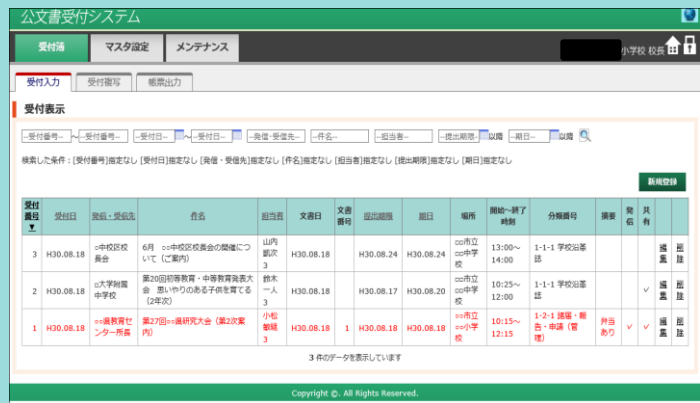 公文書受付システム
受付簿 マスタ設定 メンテナンス 小学校 校長
受付入力 受付複写 帳票出力
受付表示
--受付番号-- ～ --受付番号-- --受付日-- ～ --受付日-- --発信・受信先-- --件名-- --担当者-- --提出期限- 以降 --期日-- 以降
検索した条件：[受付番号]指定なし [受付日]指定なし [発信・受信先]指定なし [件名]指定なし [担当者]指定なし [提出期限]指定なし [期日]指定なし
新規登録
受付番号▼ 受付日 発信・受信先 件名 担当者 文書日 文書番号 提出期限 期日 場所 開始～終了時刻 分類番号 摘要 発信 共有
3 H30.08.18 ○中校区校長会 6月 ○○中校区校長会の開催について（ご案内） 山内凱次3 H30.08.18 H30.08.24 H30.08.24 □□市立□□中学校 13:00～14:00 1-1-1 学校沿革誌 編集 削除
2 H30.08.18 □大学附属中学校 第20回初等教育・中等教育発表大会 思いやりのある子供を育てる（2年次） 鈴木一人3 H30.08.18 H30.08.17 H30.08.20 □□市立□□中学校 10:25～12:00 1-1-1 学校沿革誌 ✓ 編集 削除
1 H30.08.18 ○○県教育センター所長 第27回○○県研究大会（第2次案内） 小松敏結3 H30.08.18 1 H30.08.18 H30.08.18 ○○市立○○小学校 10:15～12:15 1-2-1 諸届・報告・申請（管理） 弁当あり ✓ ✓ 編集 削除
3 件のデータを表示しています
Copyright ©. All Rights Reserved.